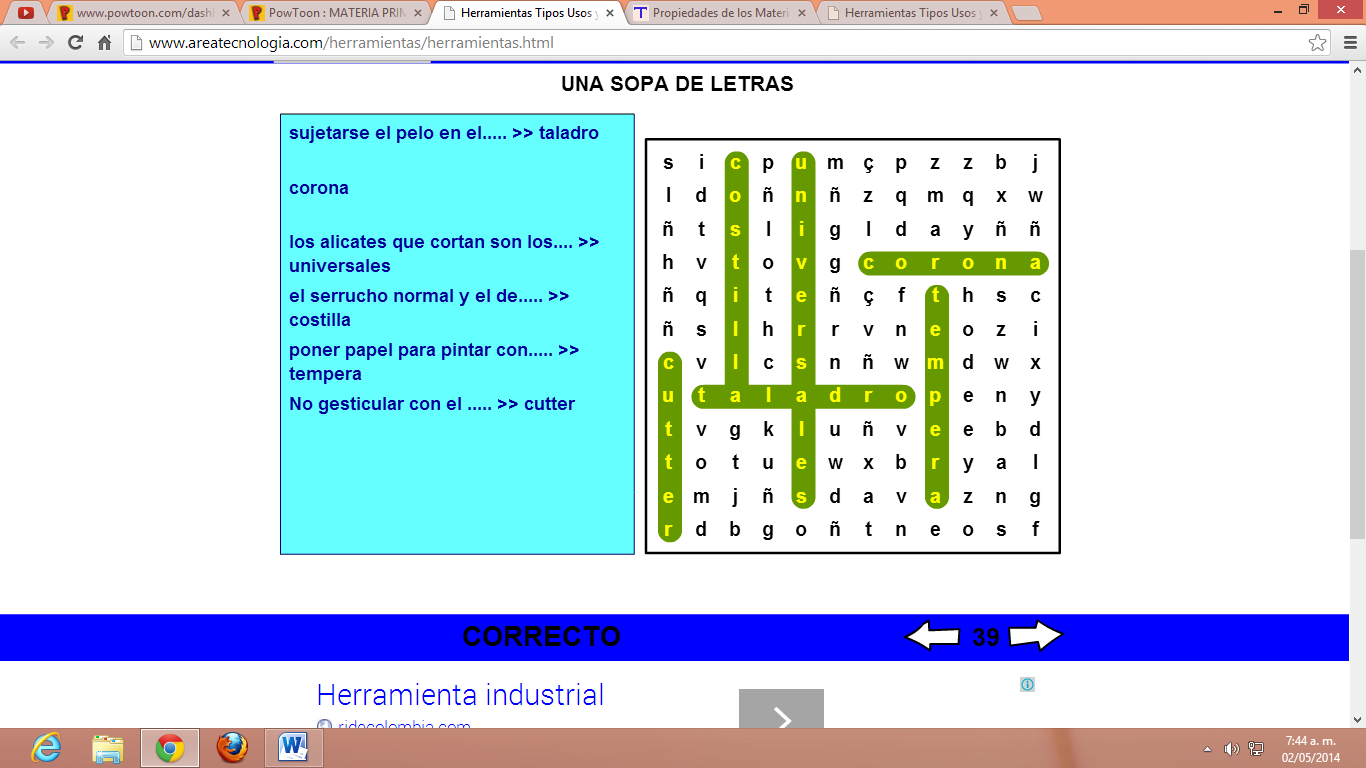 www.powtoon.com/dash
PowToon : MATERIA PRIM
Herramientas Tipos Usos y
Propiedades de los Materi
Herramientas Tipos Usos y
www.areatecnologia.com/herramientas/herramientas.html
UNA SOPA DE LETRAS
sujetarse el pelo en el..... >> taladro
corona
los alicates que cortan son los.... >>
universales
el serrucho normal y el de..... >>
costilla
poner papel para pintar con..... >>
tempera
No gesticular con el ..... >> cutter
s i c p u m ç p z z b j
l d o ñ n ñ z q m q x w
ñ t s l i g l d a y ñ ñ
h v t o v g c o r o n a
ñ q i t e ñ ç f t h s c
ñ s l h r r v n e o z i
c v l c s n ñ w m d w x
u t a l a d r o p e n y
t v g k l u ñ v e e b d
t o t u e w x b r y a l
e m j ñ s d a v a z n g
r d b g o ñ t n e o s f
CORRECTO
39
Herramienta industrial
ridecolombia.com
7:44 a. m.
02/05/2014